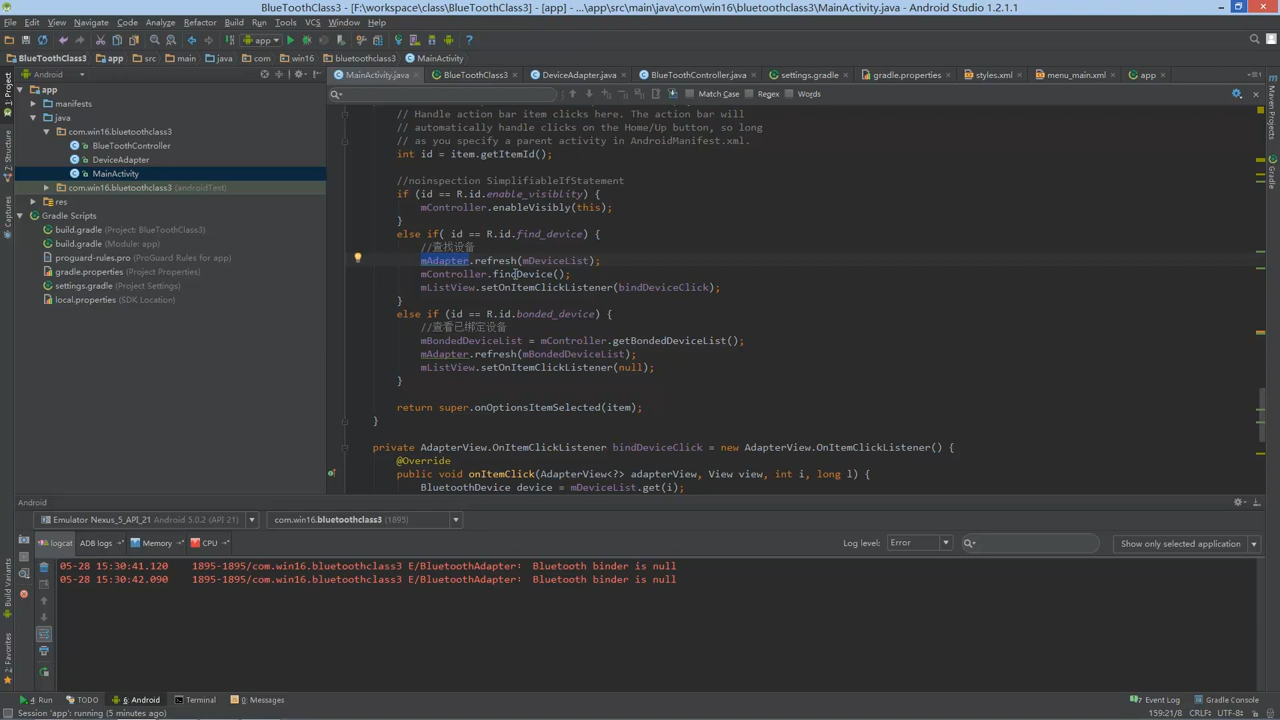 BlueToothClass3 - [F:\workspace\class\BlueToothClass3] - [app] - ...\app\src\main\java\com\win16\bluetoothclass3\MainActivity.java - Android Studio 1.2.1.1
File Edit View Navigate Code Analyze Refactor Build Run Tools VCS Window Help
app
BlueToothClass3 app src main java com win16 bluetoothclass3 MainActivity
Android
MainActivity.java BlueToothClass3 DeviceAdapter.java BlueToothController.java settings.gradle gradle.properties styles.xml menu_main.xml app
Match Case Regex Words
1: Project
7: Structure
Captures
Build Variants
2: Favorites
Maven Projects
Gradle
app
manifests
java
com.win16.bluetoothclass3
BlueToothController
DeviceAdapter
MainActivity
com.win16.bluetoothclass3 (androidTest)
res
Gradle Scripts
build.gradle (Project: BlueToothClass3)
build.gradle (Module: app)
proguard-rules.pro (ProGuard Rules for app)
gradle.properties (Project Properties)
settings.gradle (Project Settings)
local.properties (SDK Location)
// Handle action bar item clicks here. The action bar will
// automatically handle clicks on the Home/Up button, so long
// as you specify a parent activity in AndroidManifest.xml.
int id = item.getItemId();
//noinspection SimplifiableIfStatement
if (id == R.id.enable_visiblity) {
mController.enableVisibly(this);
}
else if( id == R.id.find_device) {
//查找设备
mAdapter.refresh(mDeviceList);
mController.findDevice();
mListView.setOnItemClickListener(bindDeviceClick);
}
else if (id == R.id.bonded_device) {
//查看已绑定设备
mBondedDeviceList = mController.getBondedDeviceList();
mAdapter.refresh(mBondedDeviceList);
mListView.setOnItemClickListener(null);
}
return super.onOptionsItemSelected(item);
}
private AdapterView.OnItemClickListener bindDeviceClick = new AdapterView.OnItemClickListener() {
@Override
public void onItemClick(AdapterView<?> adapterView, View view, int i, long l) {
BluetoothDevice device = mDeviceList.get(i);
Android
Emulator Nexus_5_API_21 Android 5.0.2 (API 21) com.win16.bluetoothclass3 (1895)
logcat ADB logs Memory CPU Log level: Error Show only selected application
05-28 15:30:41.120 1895-1895/com.win16.bluetoothclass3 E/BluetoothAdapter: Bluetooth binder is null
05-28 15:30:42.090 1895-1895/com.win16.bluetoothclass3 E/BluetoothAdapter: Bluetooth binder is null
4: Run TODO 6: Android Terminal 0: Messages Event Log Gradle Console
Session 'app': running (5 minutes ago) 159:21/8 CRLF UTF-8